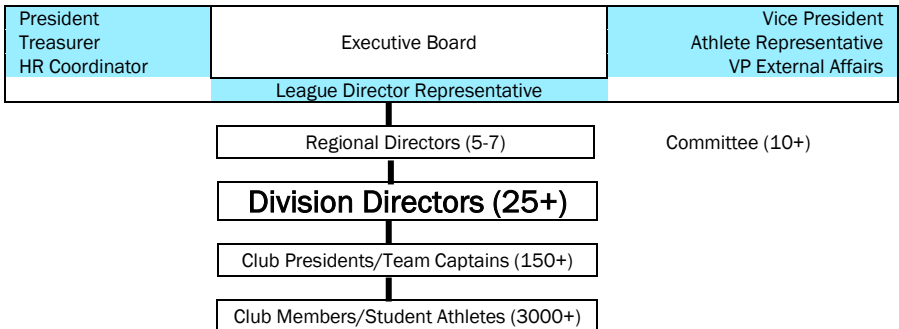 President
Treasurer
HR Coordinator
Executive Board
Vice President
Athlete Representative
VP External Affairs
League Director Representative
Regional Directors (5-7)
Committee (10+)
Division Directors (25+)
Club Presidents/Team Captains (150+)
Club Members/Student Athletes (3000+)